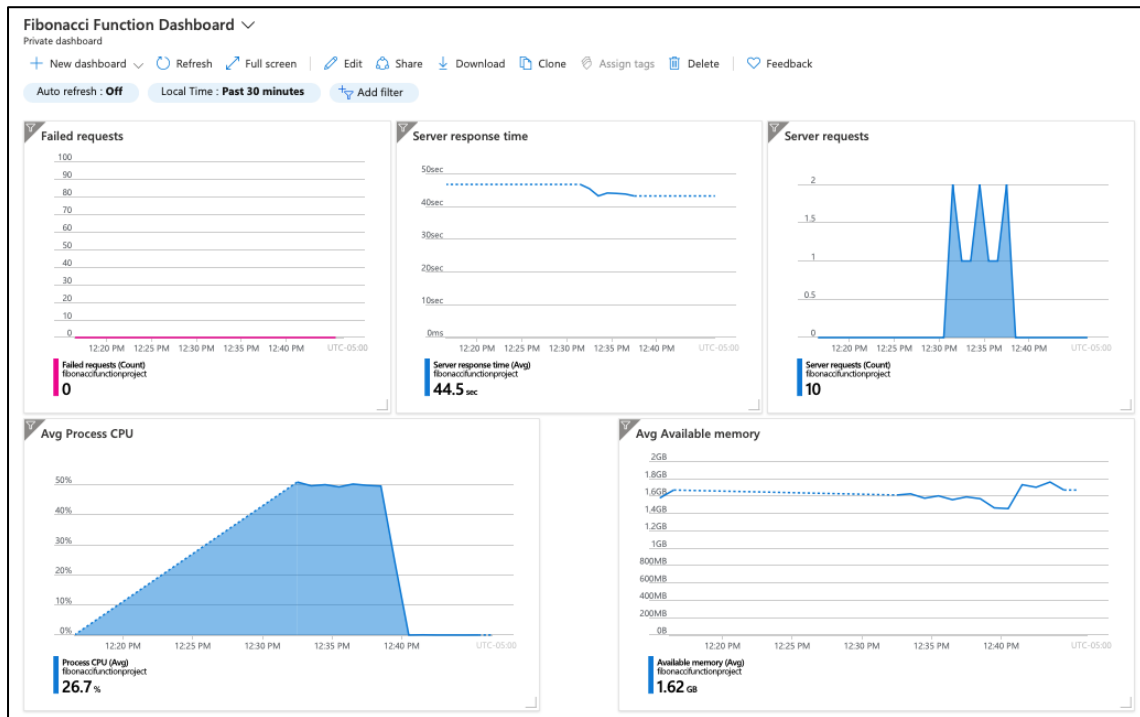 Fibonacci Function Dashboard
Private dashboard
New dashboard Refresh Full screen Edit Share Download Clone Assign tags Delete Feedback
Auto refresh : Off Local Time : Past 30 minutes Add filter
Failed requests
100
90
80
70
60
50
40
30
20
10
0
12:20 PM 12:25 PM 12:30 PM 12:35 PM 12:40 PM UTC-05:00
Failed requests (Count)
fibonaccifunctionproject
0
Server response time
50sec
40sec
30sec
20sec
10sec
0ms
12:20 PM 12:25 PM 12:30 PM 12:35 PM 12:40 PM UTC-05:00
Server response time (Avg)
fibonaccifunctionproject
44.5 sec
Server requests
2
1.5
1
0.5
0
12:20 PM 12:25 PM 12:30 PM 12:35 PM 12:40 PM UTC-05:00
Server requests (Count)
fibonaccifunctionproject
10
Avg Process CPU
50%
40%
30%
20%
10%
0%
12:20 PM 12:25 PM 12:30 PM 12:35 PM 12:40 PM UTC-05:00
Process CPU (Avg)
fibonaccifunctionproject
26.7 %
Avg Available memory
2GB
1.8GB
1.6GB
1.4GB
1.2GB
1GB
800MB
600MB
400MB
200MB
0B
12:20 PM 12:25 PM 12:30 PM 12:35 PM 12:40 PM UTC-05:00
Available memory (Avg)
fibonaccifunctionproject
1.62 GB